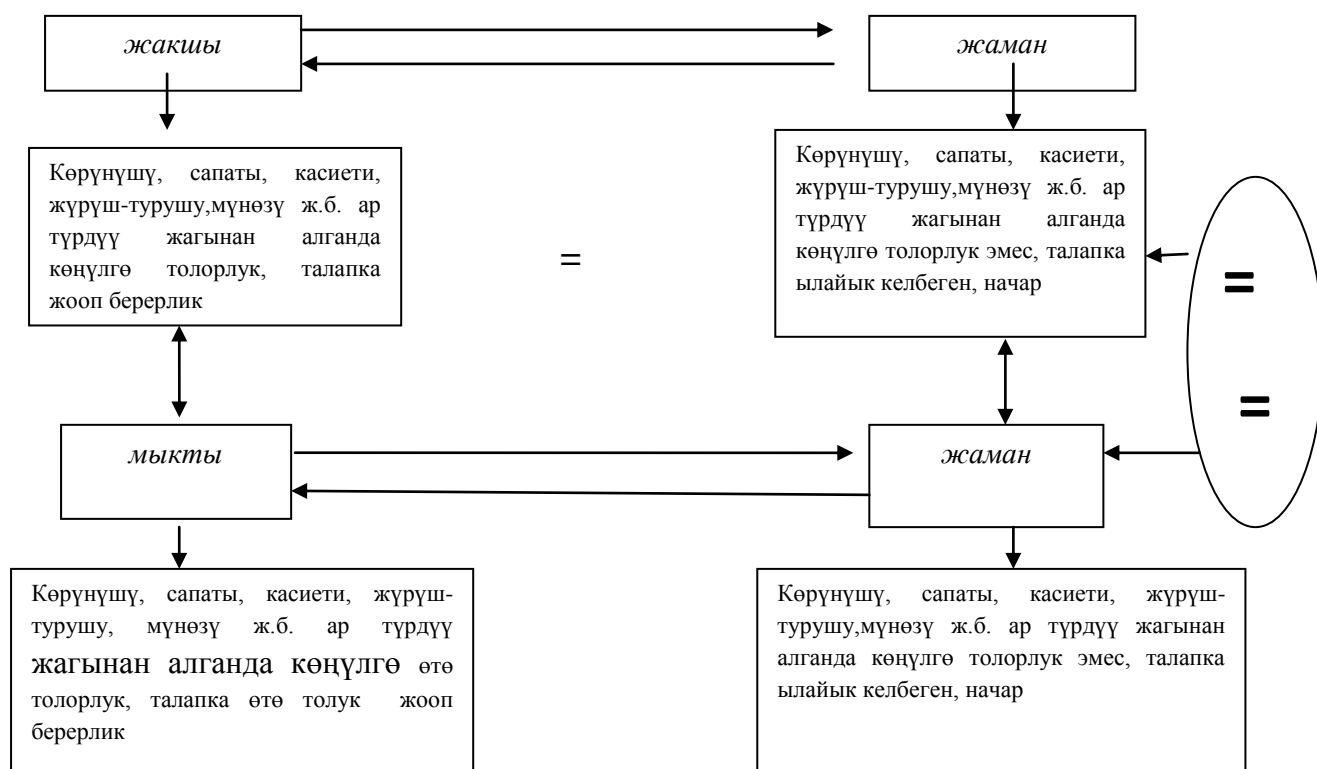 жакшы
жаман
Көрүнүшү, сапаты, касиети,
жүрүш-турушу,мүнөзү ж.б. ар
түрдүү жагынан алганда
көңүлгө толорлук, талапка
жооп берерлик
=
Көрүнүшү, сапаты, касиети,
жүрүш-турушу,мүнөзү ж.б. ар
түрдүү жагынан алганда
көңүлгө толорлук эмес, талапка
ылайык келбеген, начар
=
=
мыкты
жаман
Көрүнүшү, сапаты, касиети, жүрүш-
турушу, мүнөзү ж.б. ар түрдүү
жагынан алганда көңүлгө өтө
толорлук, талапка өтө толук жооп
берерлик
Көрүнүшү, сапаты, касиети, жүрүш-
турушу,мүнөзү ж.б. ар түрдүү жагынан
алганда көңүлгө толорлук эмес, талапка
ылайык келбеген, начар